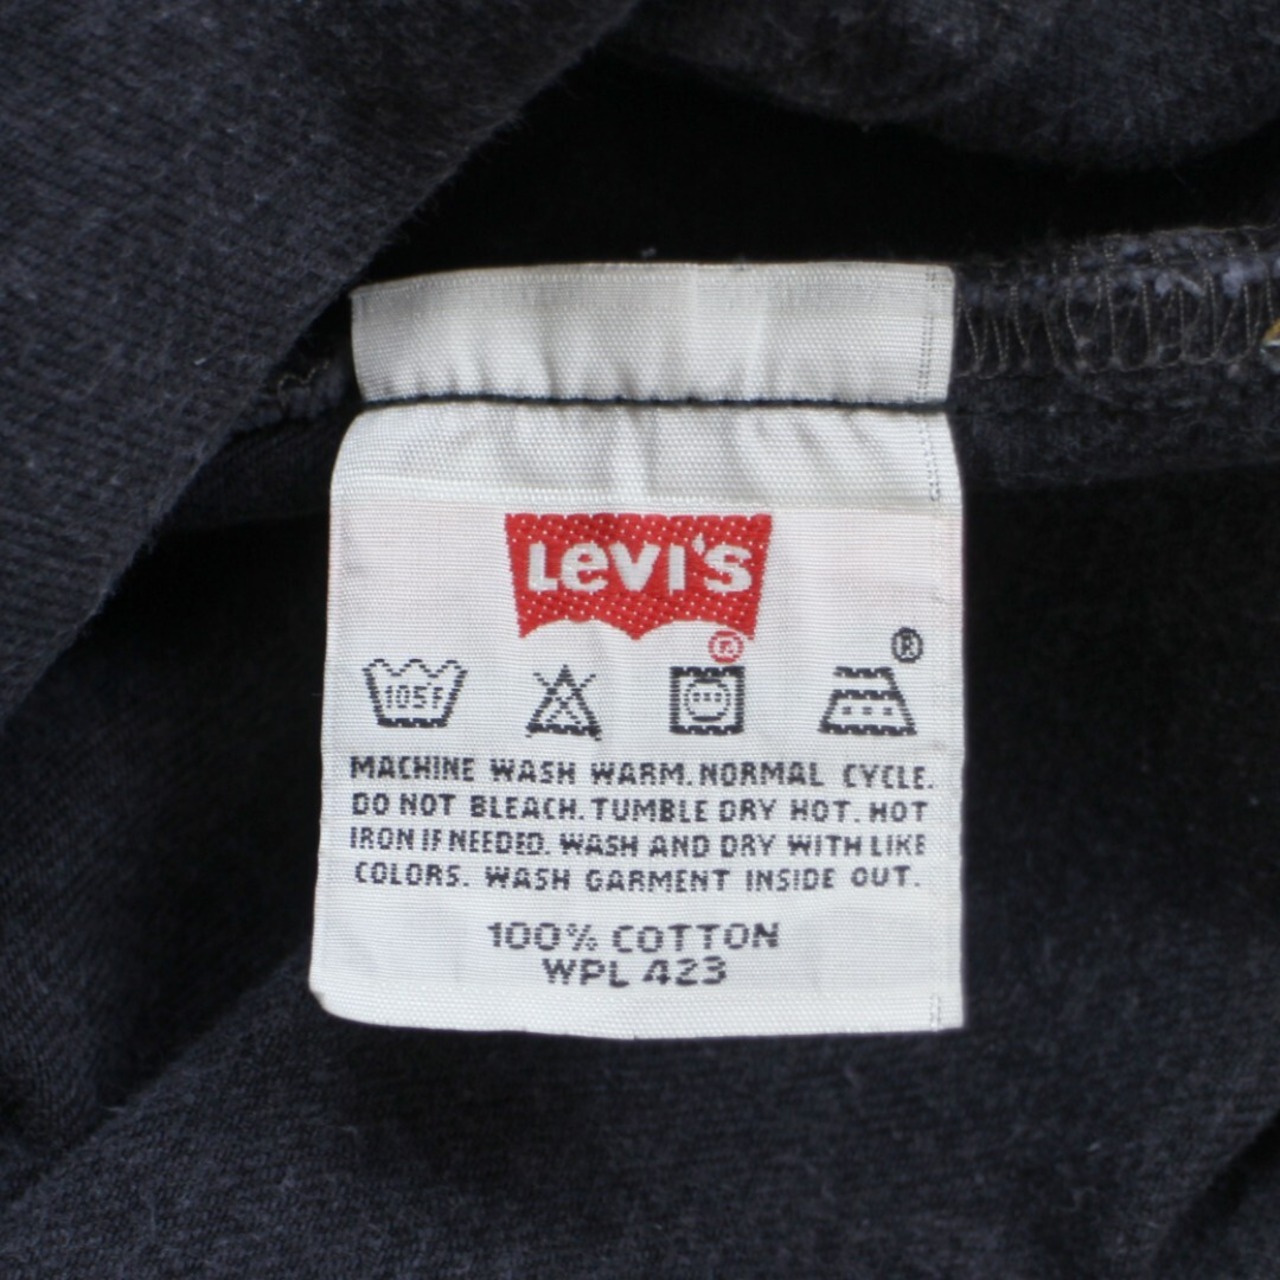 LEVI'S
®
®
105°F
MACHINE WASH WARM. NORMAL CYCLE.
DO NOT BLEACH. TUMBLE DRY HOT. HOT
IRON IF NEEDED. WASH AND DRY WITH LIKE
COLORS. WASH GARMENT INSIDE OUT.
100% COTTON
WPL 423